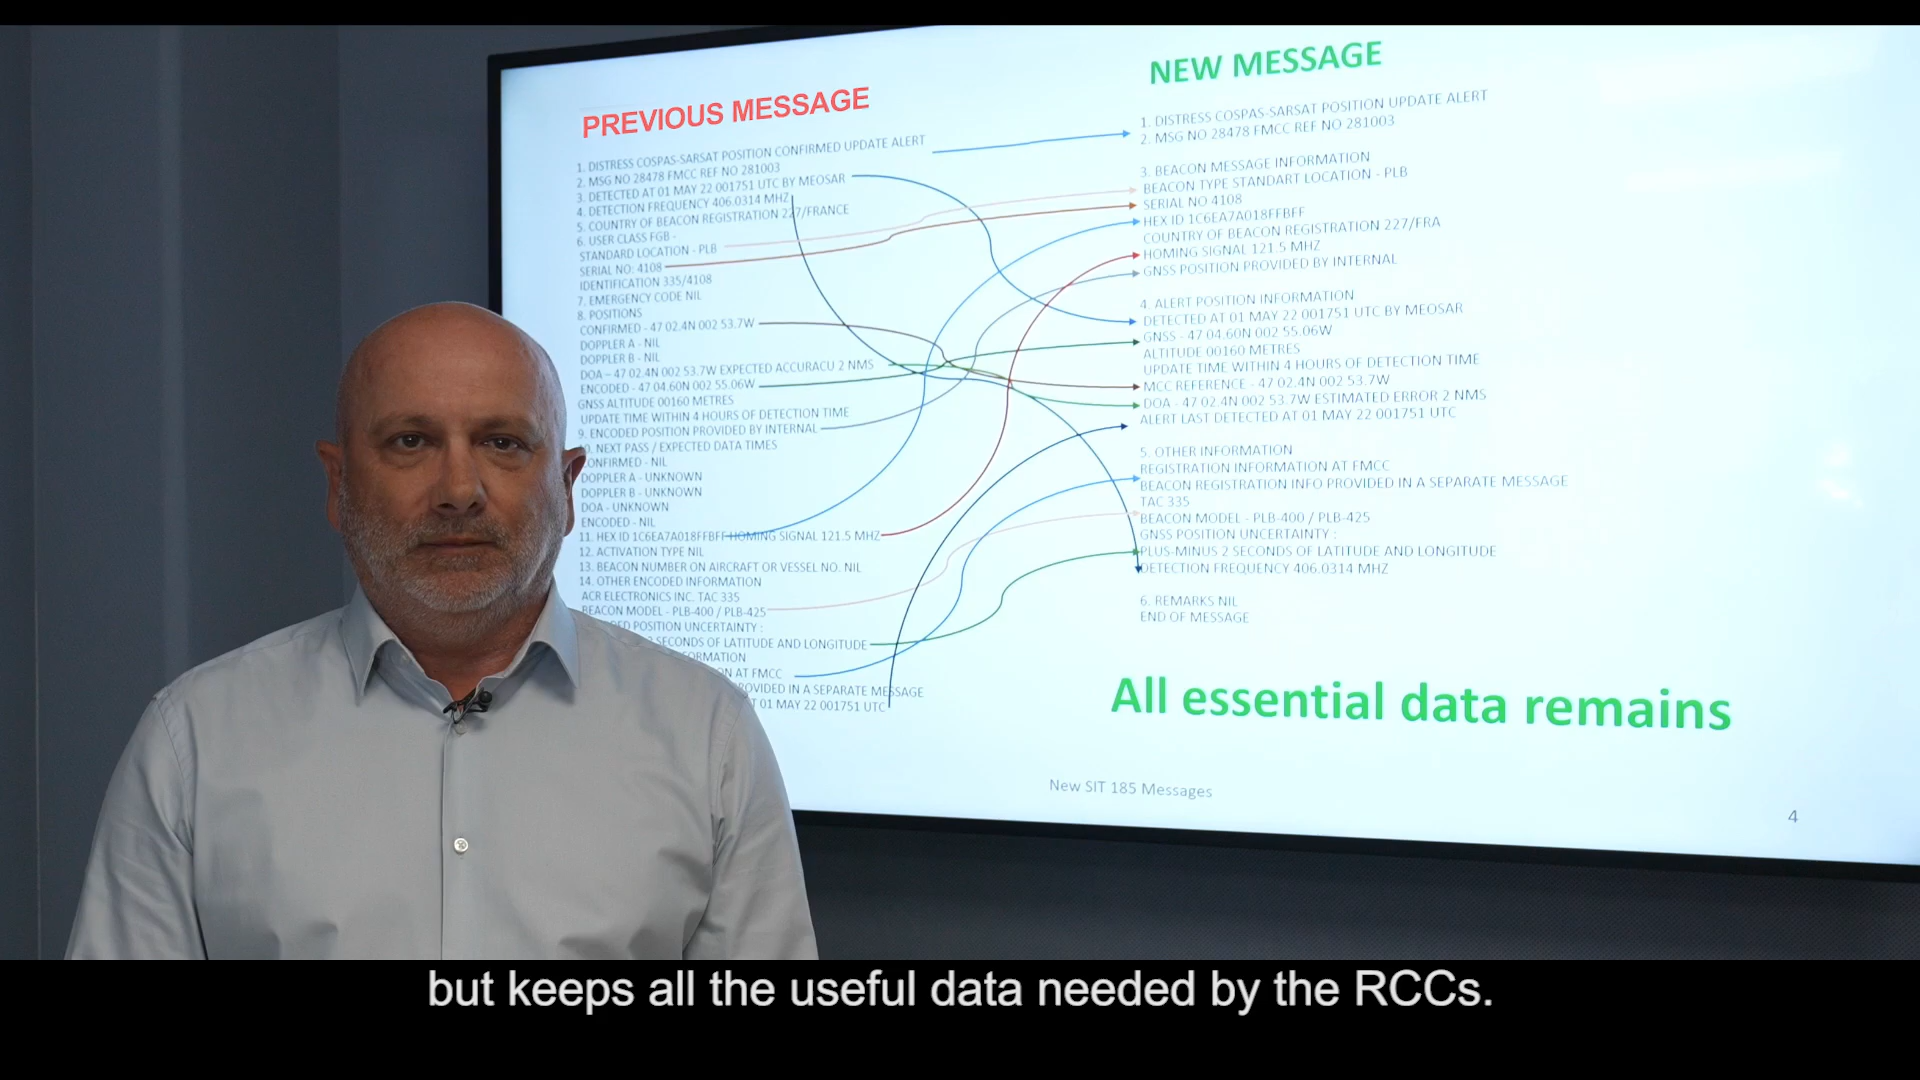 PREVIOUS MESSAGE
1. DISTRESS COSPAS-SARSAT POSITION CONFIRMED UPDATE ALERT
2. MSG NO 28478 FMCC REF NO 281003
3. DETECTED AT 01 MAY 22 001751 UTC BY MEOSAR
4. DETECTION FREQUENCY 406.0314 MHZ
5. COUNTRY OF BEACON REGISTRATION 227/FRANCE
6. USER CLASS FGB -
STANDARD LOCATION - PLB
SERIAL NO: 4108
IDENTIFICATION 335/4108
7. EMERGENCY CODE NIL
8. POSITIONS
CONFIRMED - 47 02.4N 002 53.7W
DOPPLER A - NIL
DOPPLER B - NIL
DOA – 47 02.4N 002 53.7W EXPECTED ACCURACU 2 NMS
ENCODED - 47 04.60N 002 55.06W
GNSS ALTITUDE 00160 METRES
UPDATE TIME WITHIN 4 HOURS OF DETECTION TIME
9. ENCODED POSITION PROVIDED BY INTERNAL
0. NEXT PASS / EXPECTED DATA TIMES
ONFIRMED - NIL
DOPPLER A - UNKNOWN
DOPPLER B - UNKNOWN
DOA - UNKNOWN
ENCODED - NIL
11. HEX ID 1C6EA7A018FFBFF HOMING SIGNAL 121.5 MHZ
12. ACTIVATION TYPE NIL
13. BEACON NUMBER ON AIRCRAFT OR VESSEL NO. NIL
14. OTHER ENCODED INFORMATION
ACR ELECTRONICS INC. TAC 335
BEACON MODEL - PLB-400 / PLB-425
POSITION UNCERTAINTY :
SECONDS OF LATITUDE AND LONGITUDE
ORMATION
AT FMCC
ROVIDED IN A SEPARATE MESSAGE
01 MAY 22 001751 UTC
NEW MESSAGE
1. DISTRESS COSPAS-SARSAT POSITION UPDATE ALERT
2. MSG NO 28478 FMCC REF NO 281003
3. BEACON MESSAGE INFORMATION
BEACON TYPE STANDART LOCATION - PLB
SERIAL NO 4108
HEX ID 1C6EA7A018FFBFF
COUNTRY OF BEACON REGISTRATION 227/FRA
HOMING SIGNAL 121.5 MHZ
GNSS POSITION PROVIDED BY INTERNAL
4. ALERT POSITION INFORMATION
DETECTED AT 01 MAY 22 001751 UTC BY MEOSAR
GNSS - 47 04.60N 002 55.06W
ALTITUDE 00160 METRES
UPDATE TIME WITHIN 4 HOURS OF DETECTION TIME
MCC REFERENCE - 47 02.4N 002 53.7W
DOA - 47 02.4N 002 53.7W ESTIMATED ERROR 2 NMS
ALERT LAST DETECTED AT 01 MAY 22 001751 UTC
5. OTHER INFORMATION
REGISTRATION INFORMATION AT FMCC
BEACON REGISTRATION INFO PROVIDED IN A SEPARATE MESSAGE
TAC 335
BEACON MODEL - PLB-400 / PLB-425
GNSS POSITION UNCERTAINTY :
PLUS-MINUS 2 SECONDS OF LATITUDE AND LONGITUDE
DETECTION FREQUENCY 406.0314 MHZ
6. REMARKS NIL
END OF MESSAGE
All essential data remains
New SIT 185 Messages
4
but keeps all the useful data needed by the RCCs.